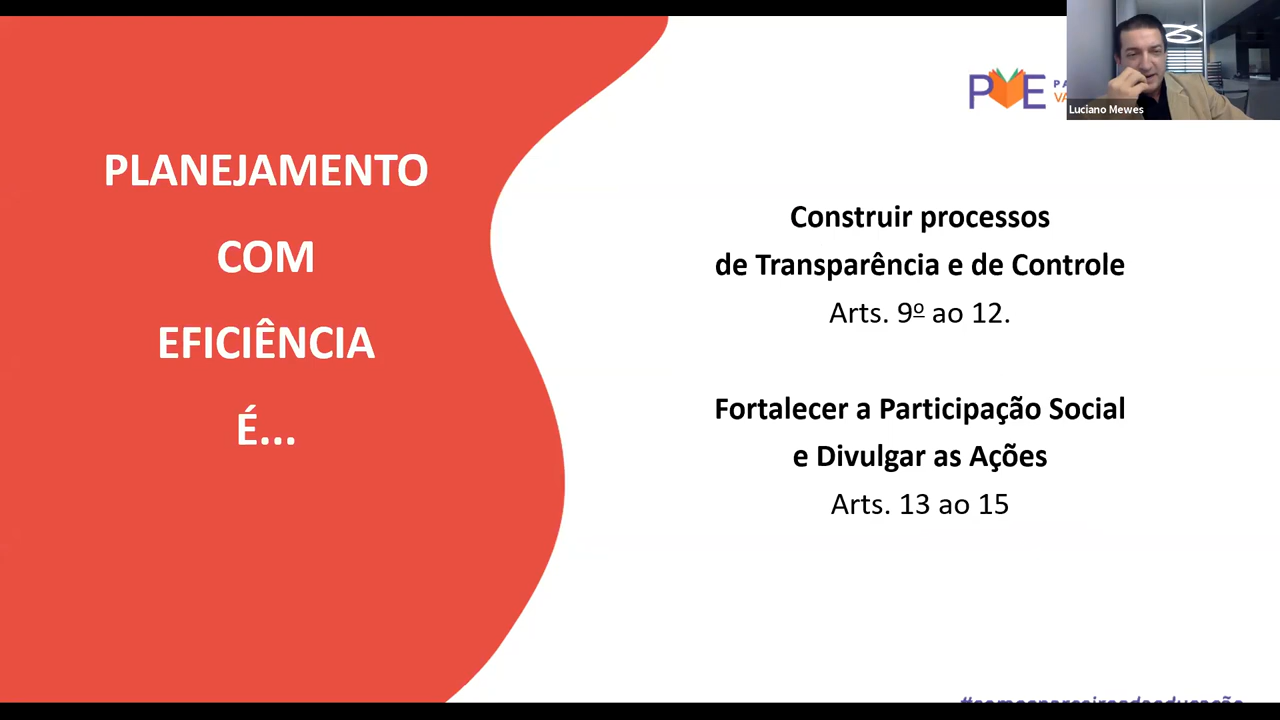 PLANEJAMENTO
COM
EFICIÊNCIA
É...
PVE
Luciano Mewes
Construir processos
de Transparência e de Controle
Arts. 9º ao 12.
Fortalecer a Participação Social
e Divulgar as Ações
Arts. 13 ao 15